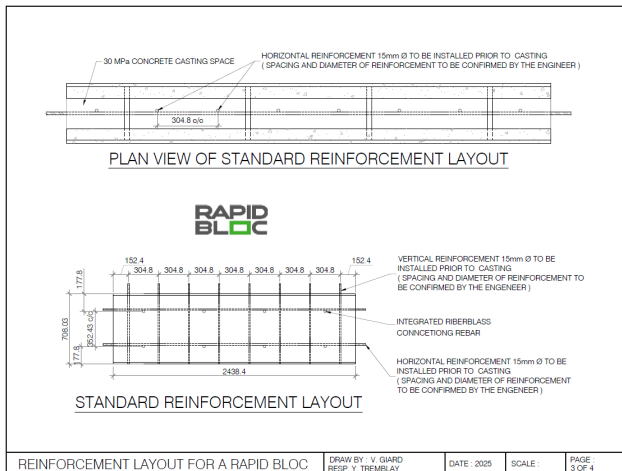 30 MPa CONCRETE CASTING SPACE
HORIZONTAL REINFORCEMENT 15mm Ø TO BE INSTALLED PRIOR TO CASTING
( SPACING AND DIAMETER OF REINFORCEMENT TO BE CONFIRMED BY THE ENGINEER )
304.8 c/c
PLAN VIEW OF STANDARD REINFORCEMENT LAYOUT
RAPID
BLOC
152.4
304.8
304.8
304.8
304.8
304.8
304.8
304.8
152.4
177.8
708.03
352.43 c/c
177.8
2438.4
VERTICAL REINFORCEMENT 15mm Ø TO BE
INSTALLED PRIOR TO CASTING
( SPACING AND DIAMETER OF REINFORCEMENT TO
BE CONFIRMED BY THE ENGENEER )
INTEGRATED RIBERBLASS
CONNCETIONG REBAR
HORIZONTAL REINFORCEMENT 15mm Ø TO BE
INSTALLED PRIOR TO CASTING
( SPACING AND DIAMETER OF REINFORCEMENT
TO BE CONFIRMED BY THE ENGENEER )
STANDARD REINFORCEMENT LAYOUT
REINFORCEMENT LAYOUT FOR A RAPID BLOC
DRAW BY : V. GIARD
RESP. Y. TREMBLAY
DATE : 2025
SCALE :
PAGE :
3 OF 4